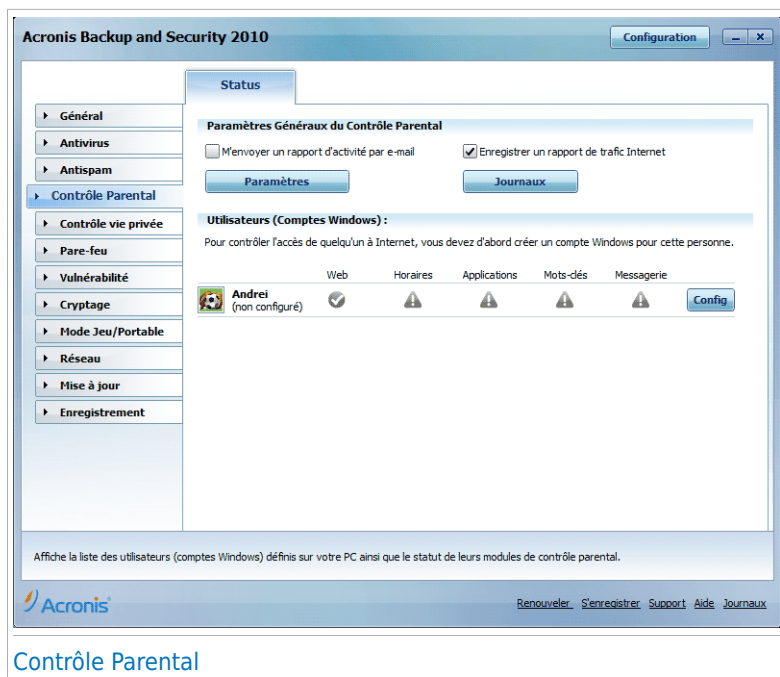 Acronis Backup and Security 2010
Configuration
Status
Général
Antivirus
Antispam
Contrôle Parental
Contrôle vie privée
Pare-feu
Vulnérabilité
Cryptage
Mode Jeu/Portable
Réseau
Mise à jour
Enregistrement
Paramètres Généraux du Contrôle Parental
M'envoyer un rapport d'activité par e-mail
Enregistrer un rapport de trafic Internet
Paramètres
Journaux
Utilisateurs (Comptes Windows) :
Pour contrôler l'accès de quelqu'un à Internet, vous devez d'abord créer un compte Windows pour cette personne.
Web Horaires Applications Mots-clés Messagerie
Andrei
(non configuré)
Config
Affiche la liste des utilisateurs (comptes Windows) définis sur votre PC ainsi que le statut de leurs modules de contrôle parental.
Acronis
Renouveler S'enregistrer Support Aide Journaux
Contrôle Parental